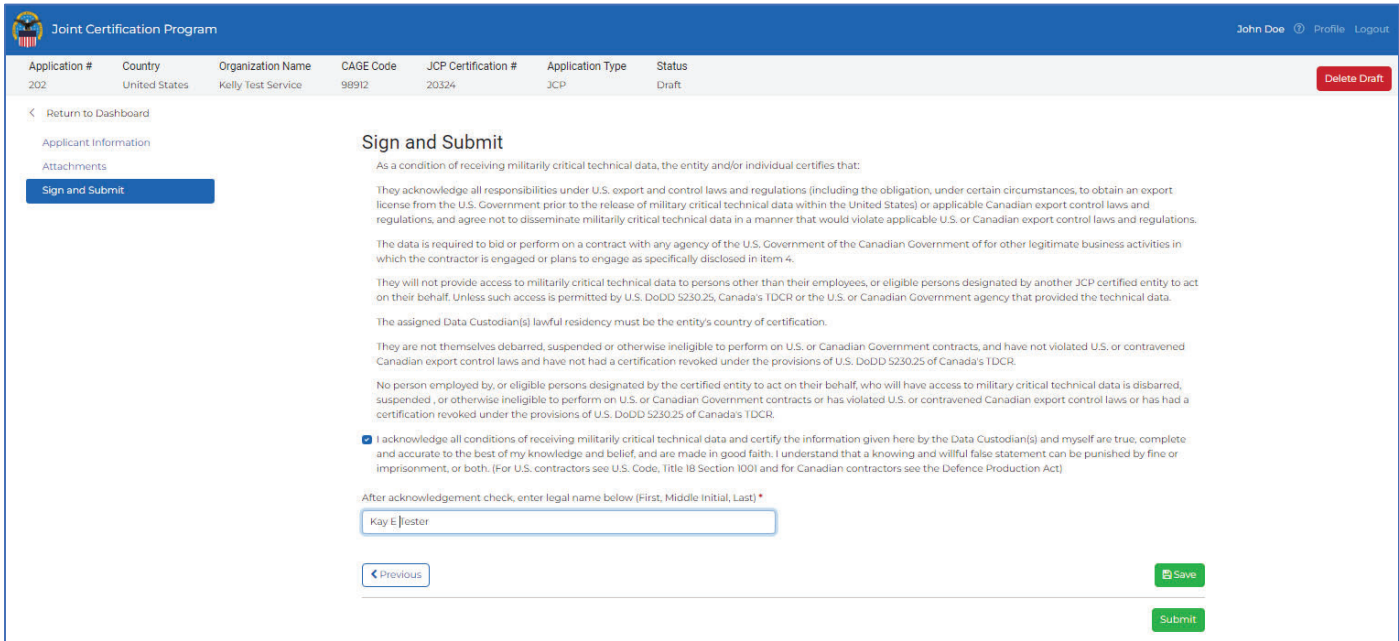 Joint Certification Program
John Doe Profile Logout
Application # Country Organization Name CAGE Code JCP Certification # Application Type Status
202 United States Kelly Test Service 98912 20324 JCP Draft
Delete Draft
Return to Dashboard
Applicant Information
Attachments
Sign and Submit
Sign and Submit
As a condition of receiving militarily critical technical data, the entity and/or individual certifies that:
They acknowledge all responsibilities under U.S. export and control laws and regulations (including the obligation, under certain circumstances, to obtain an export
license from the U.S. Government prior to the release of military critical technical data within the United States) or applicable Canadian export control laws and
regulations, and agree not to disseminate militarily critical technical data in a manner that would violate applicable U.S. or Canadian export control laws and regulations.
The data is required to bid or perform on a contract with any agency of the U.S. Government of the Canadian Government of for other legitimate business activities in
which the contractor is engaged or plans to engage as specifically disclosed in item 4.
They will not provide access to militarily critical technical data to persons other than their employees, or eligible persons designated by another JCP certified entity to act
on their behalf. Unless such access is permitted by U.S. DoDD 5230.25, Canada's TDCR or the U.S. or Canadian Government agency that provided the technical data.
The assigned Data Custodian(s) lawful residency must be the entity's country of certification.
They are not themselves debarred, suspended or otherwise ineligible to perform on U.S. or Canadian Government contracts, and have not violated U.S. or contravened
Canadian export control laws and have not had a certification revoked under the provisions of U.S. DoDD 5230.25 of Canada's TDCR.
No person employed by, or eligible persons designated by the certified entity to act on their behalf, who will have access to military critical technical data is disbarred,
suspended , or otherwise ineligible to perform on U.S. or Canadian Government contracts or has violated U.S. or contravened Canadian export control laws or has had a
certification revoked under the provisions of U.S. DoDD 5230.25 of Canada's TDCR.
I acknowledge all conditions of receiving militarily critical technical data and certify the information given here by the Data Custodian(s) and myself are true, complete
and accurate to the best of my knowledge and belief, and are made in good faith. I understand that a knowing and willful false statement can be punished by fine or
imprisonment, or both. (For U.S. contractors see U.S. Code, Title 18 Section 1001 and for Canadian contractors see the Defence Production Act)
After acknowledgement check, enter legal name below (First, Middle Initial, Last) *
Kay E Tester
Previous
Save
Submit